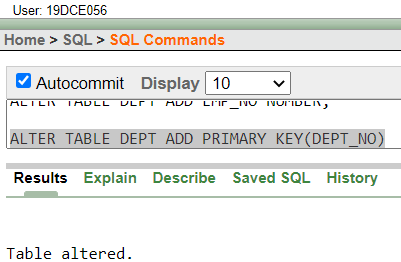 User: 19DCE056
Home > SQL > SQL Commands
Autocommit Display 10
ALTER TABLE DEPT ADD EMP_NO NUMBER;
ALTER TABLE DEPT ADD PRIMARY KEY(DEPT_NO)
Results Explain Describe Saved SQL History
Table altered.